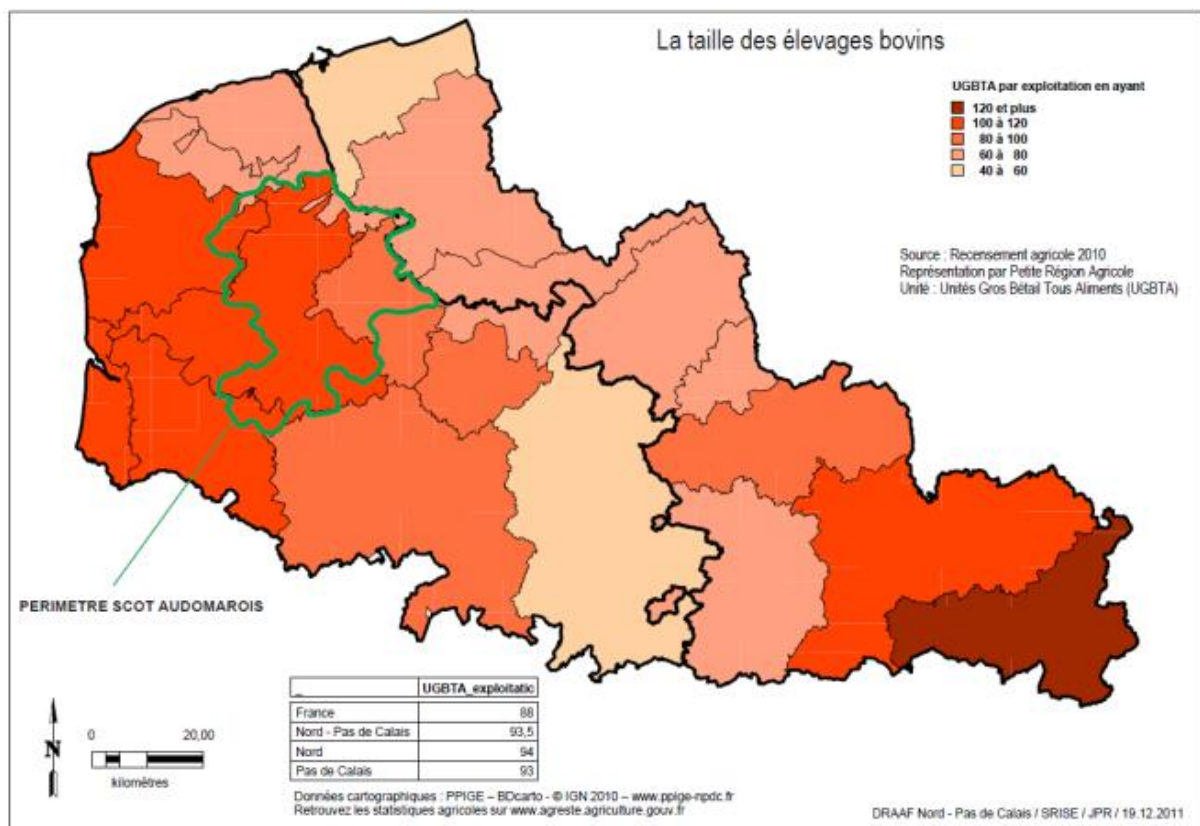 La taille des élevages bovins
UGBTA par exploitation en ayant
120 et plus
100 à 120
80 à 100
60 à 80
40 à 60
Source : Recensement agricole 2010
Représentation par Petite Région Agricole
Unité : Unités Gros Bétail Tous Aliments (UGBTA)
PERIMETRE SCOT AUDOMAROIS
_ UGBTA_exploitatic
France 88
Nord - Pas de Calais 93,5
Nord 94
Pas de Calais 93
N
0 20,00
kilomètres
Données cartographiques : PPIGE – BDcarto - © IGN 2010 – www.ppige-npdc.fr
Retrouvez les statistiques agricoles sur www.agreste.agriculture.gouv.fr
DRAAF Nord - Pas de Calais / SRISE / JPR / 19.12.2011